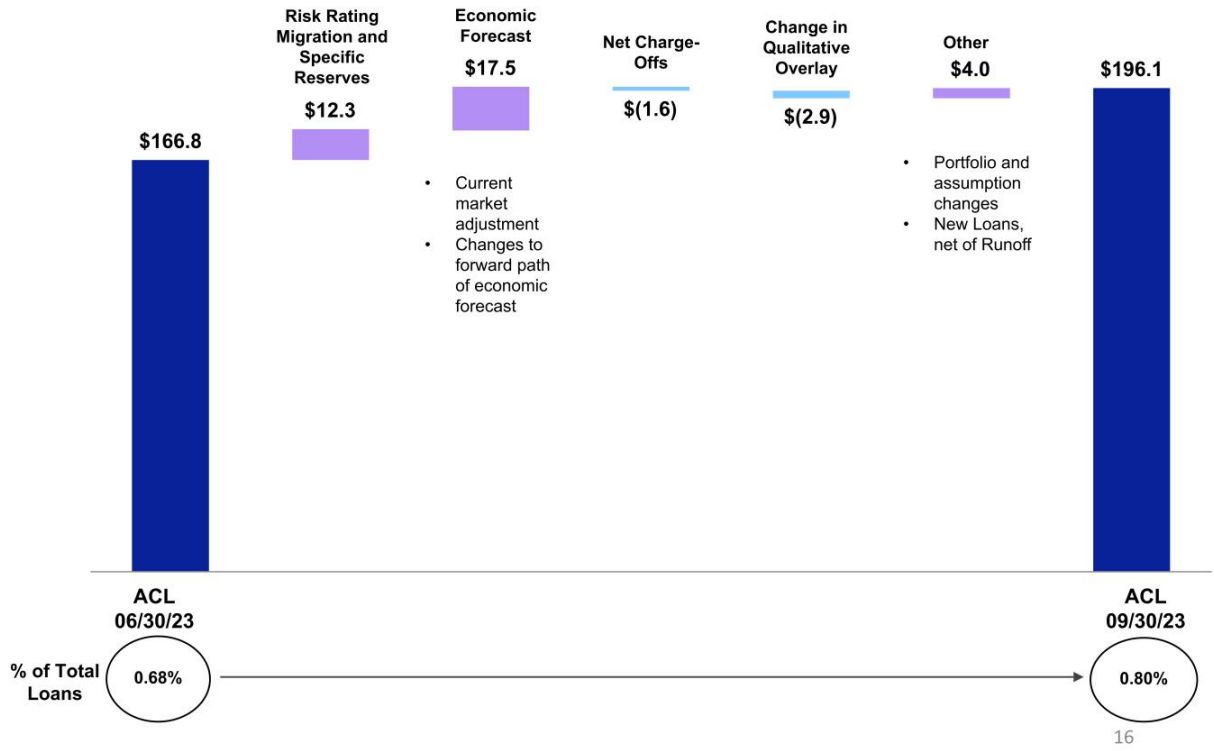 Risk Rating
Migration and
Specific
Reserves
$12.3
Economic
Forecast
$17.5
Net Charge-
Offs
$(1.6)
Change in
Qualitative
Overlay
$(2.9)
Other
$4.0
$196.1
$166.8
• Current
market
adjustment
• Changes to
forward path
of economic
forecast
• Portfolio and
assumption
changes
• New Loans,
net of Runoff
ACL
06/30/23
ACL
09/30/23
% of Total
Loans
0.68%
0.80%
16